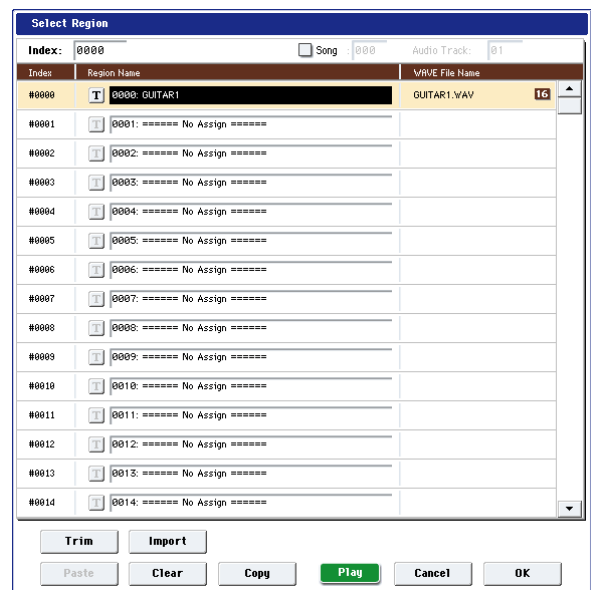 Select Region
Index: 0000 Song : 000 Audio Track: 01
Index Region Name WAVE File Name
#0000 T 0000: GUITAR1 GUITAR1.WAV 16
#0001 T 0001: ====== No Assign ======
#0002 T 0002: ====== No Assign ======
#0003 T 0003: ====== No Assign ======
#0004 T 0004: ====== No Assign ======
#0005 T 0005: ====== No Assign ======
#0006 T 0006: ====== No Assign ======
#0007 T 0007: ====== No Assign ======
#0008 T 0008: ====== No Assign ======
#0009 T 0009: ====== No Assign ======
#0010 T 0010: ====== No Assign ======
#0011 T 0011: ====== No Assign ======
#0012 T 0012: ====== No Assign ======
#0013 T 0013: ====== No Assign ======
#0014 T 0014: ====== No Assign ======
Trim Import
Paste Clear Copy Play Cancel OK